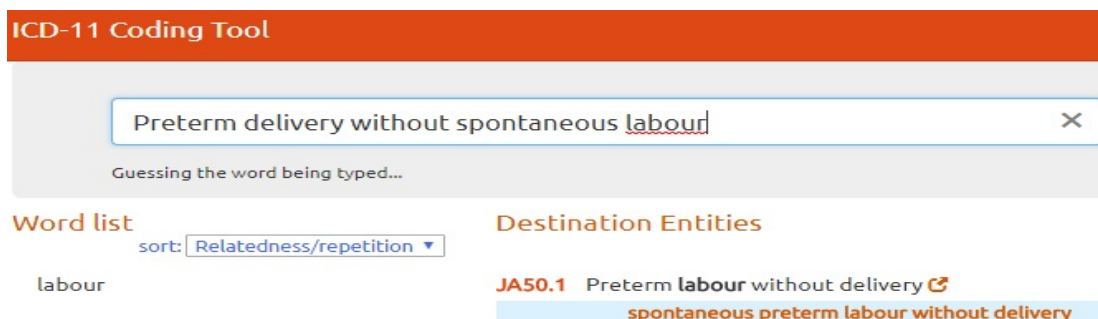 ICD-11 Coding Tool
Preterm delivery without spontaneous labour
Guessing the word being typed...
Word list
sort: Relatedness/repetition
labour
Destination Entities
JA50.1 Preterm labour without delivery
spontaneous preterm labour without delivery